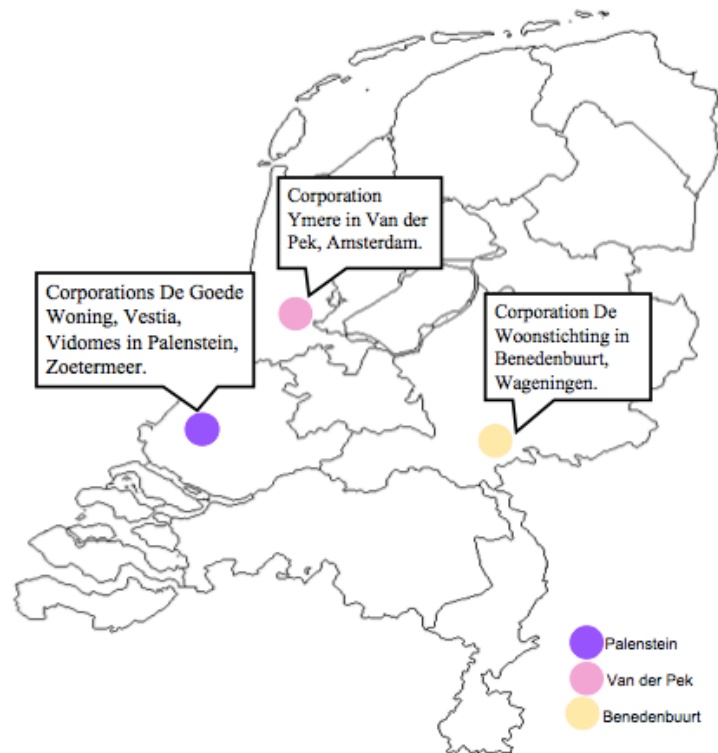 Corporation
Ymere in Van der
Pek, Amsterdam.
Corporations De Goede
Woning, Vestia,
Vidomes in Palenstein,
Zoetermeer.
Corporation De
Woonstichting in
Benedenbuurt,
Wageningen.
Palenstein
Van der Pek
Benedenbuurt